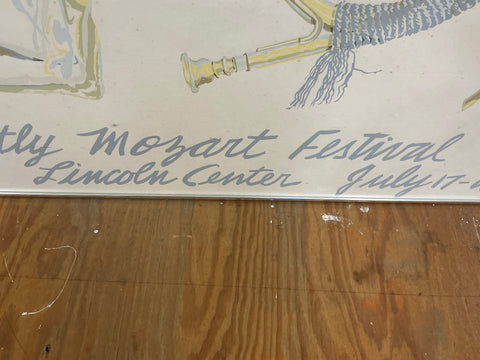 tly Mozart Festival
Lincoln Center July 17-